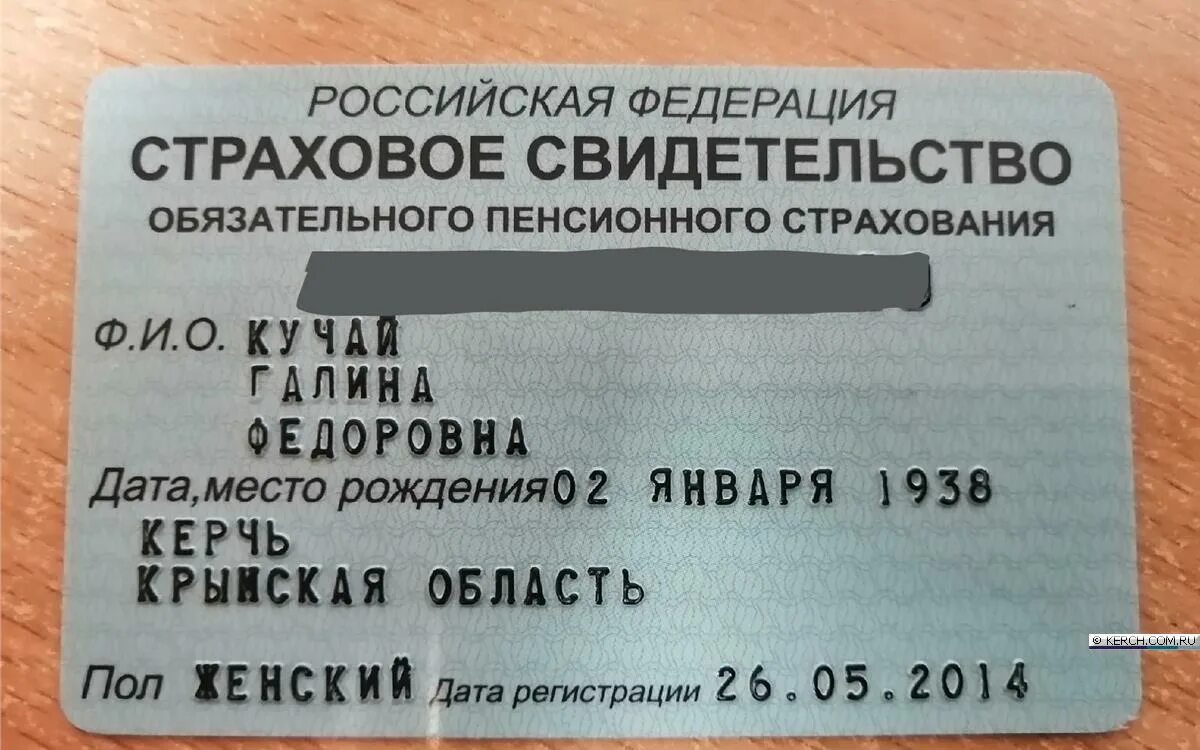 РОССИЙСКАЯ ФЕДЕРАЦИЯ
СТРАХОВОЕ СВИДЕТЕЛЬСТВО
ОБЯЗАТЕЛЬНОГО ПЕНСИОННОГО СТРАХОВАНИЯ
Ф.И.О. КУЧАЙ
ГАЛИНА
ФЕДОРОВНА
Дата, место рождения 02 ЯНВАРЯ 1938
КЕРЧЬ
КРЫМСКАЯ ОБЛАСТЬ
© KERCH.COM.RU
Пол ЖЕНСКИЙ Дата регистрации 26.05.2014